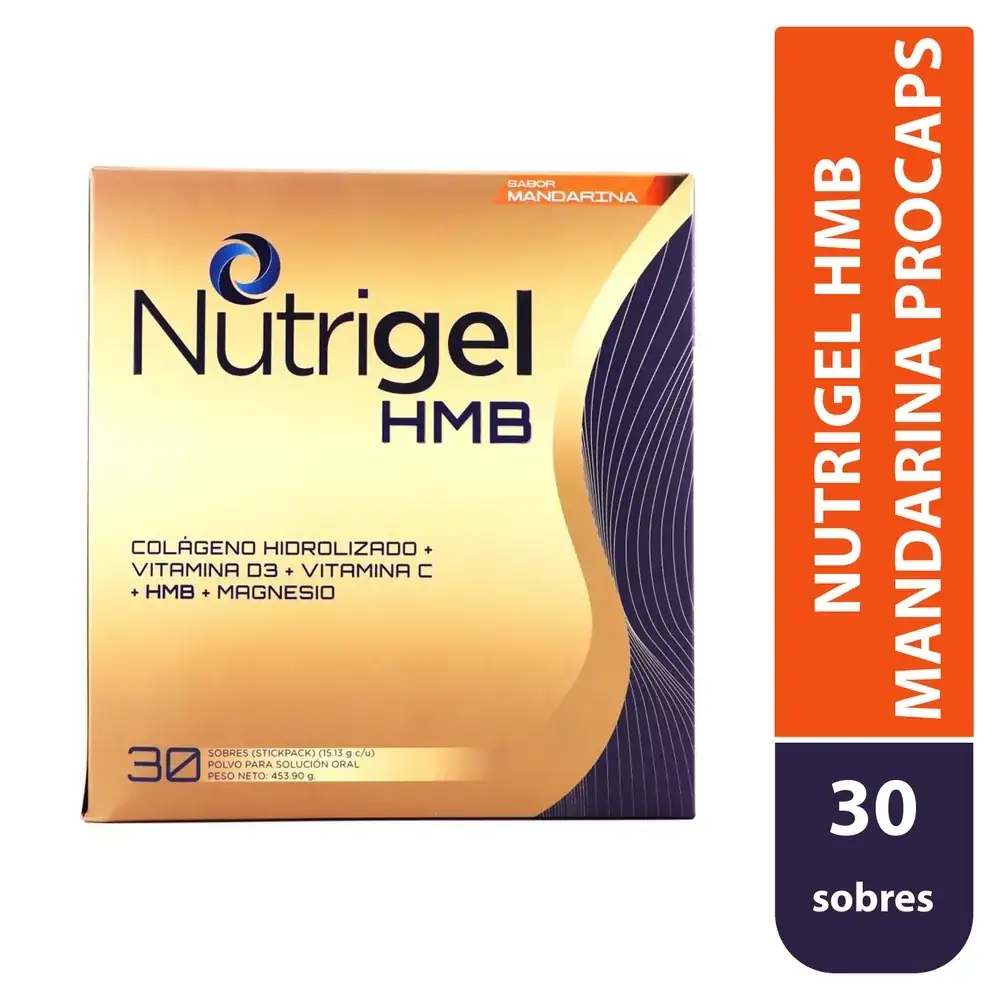 SABOR
MANDARINA
Nutrigel
HMB
COLÁGENO HIDROLIZADO +
VITAMINA D3 + VITAMINA C
+ HMB + MAGNESIO
30
SOBRES (STICKPACK) (15.13 g c/u)
POLVO PARA SOLUCIÓN ORAL
PESO NETO: 453.90 g.
NUTRIGEL HMB
MANDARINA PROCAPS
30
sobres